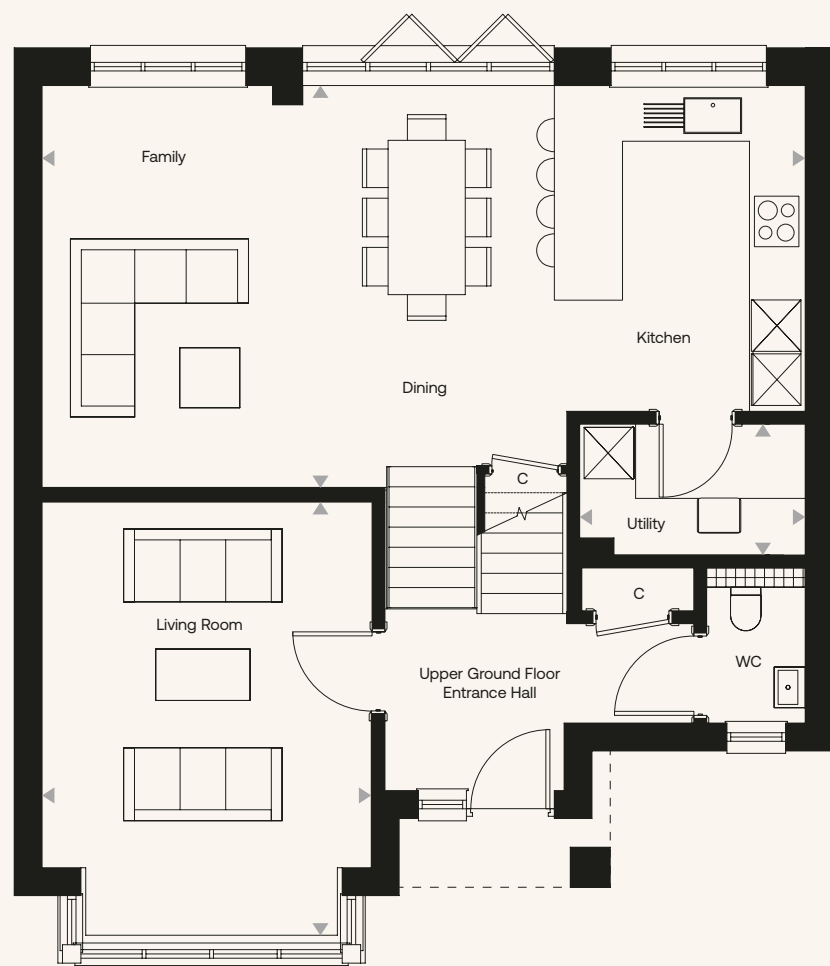 Family
Kitchen
Dining
C
Utility
C
Living Room
WC
Upper Ground Floor
Entrance Hall